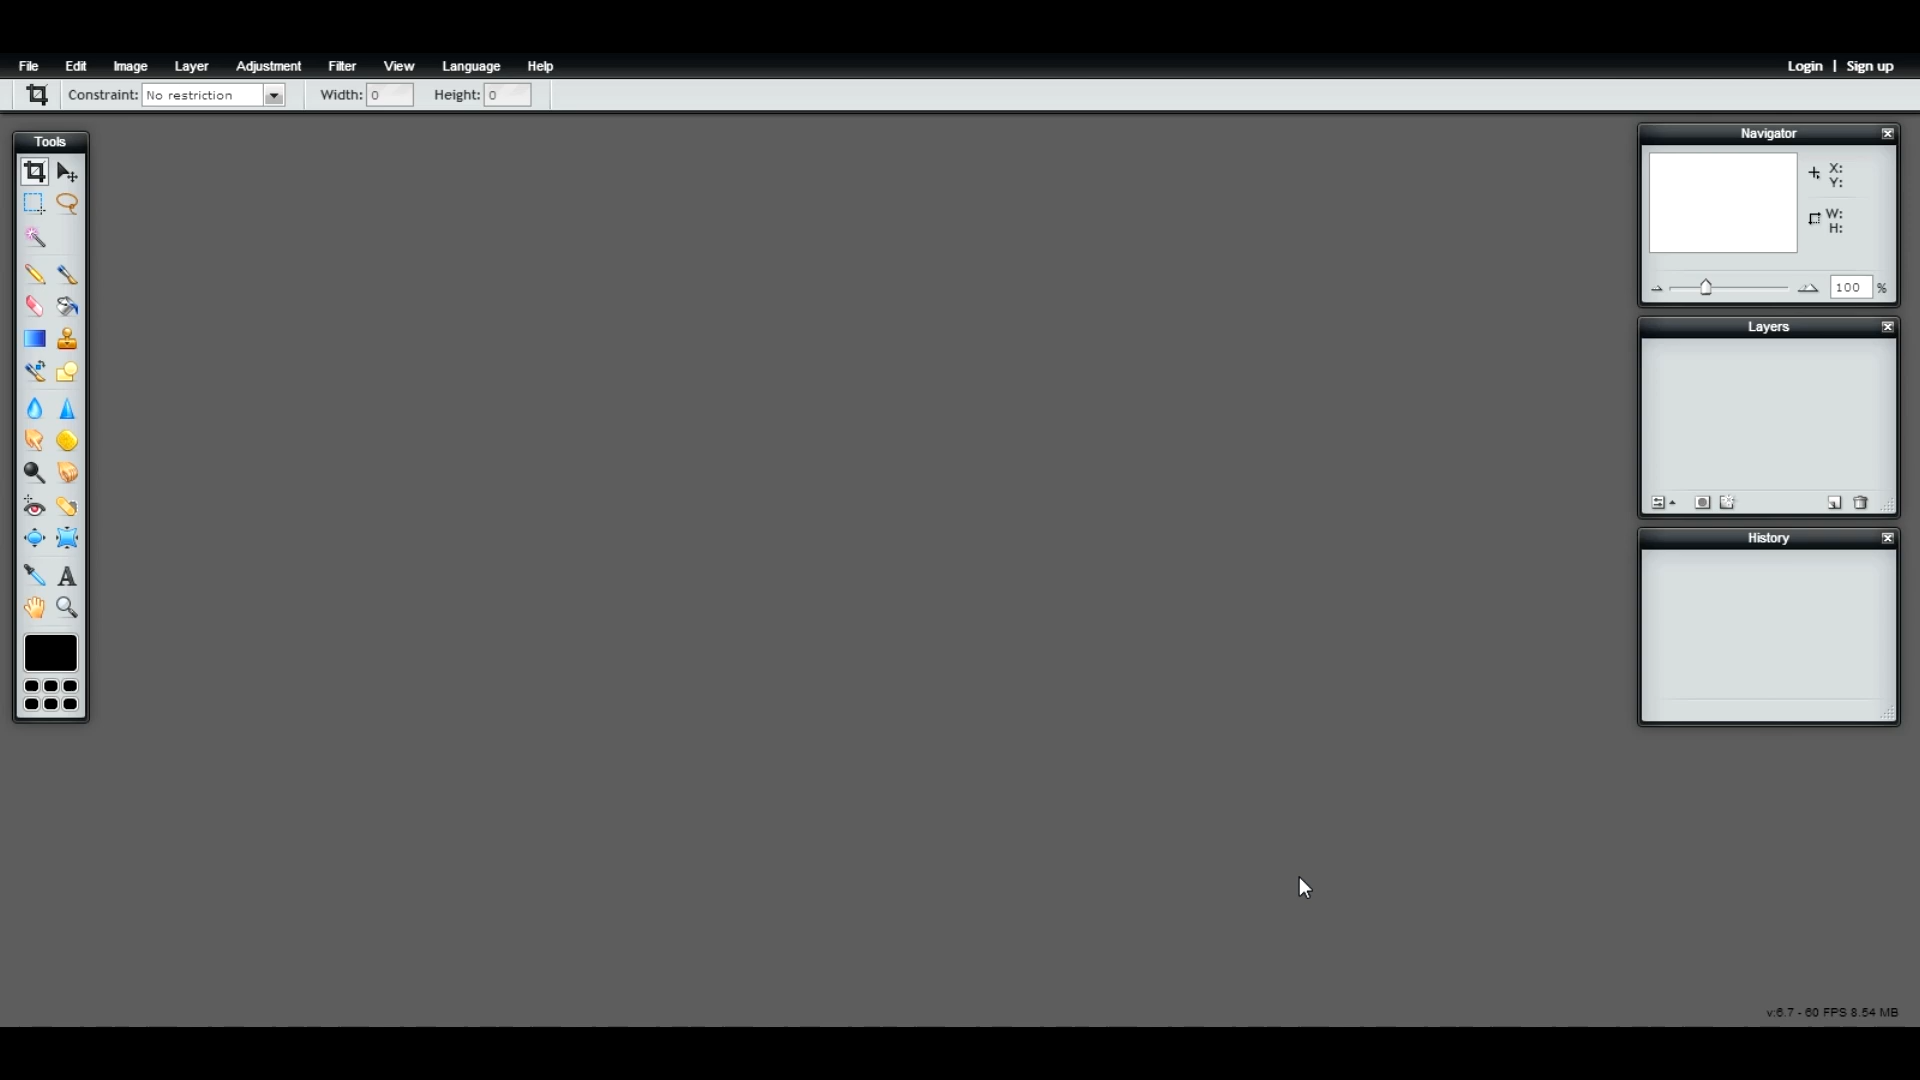 File Edit Image Layer Adjustment Filter View Language Help Login | Sign up
Constraint: No restriction Width: 0 Height: 0
Tools
Navigator
X:
Y:
W:
H:
100 %
Layers
History
A
v:6.7 - 60 FPS 8.54 MB